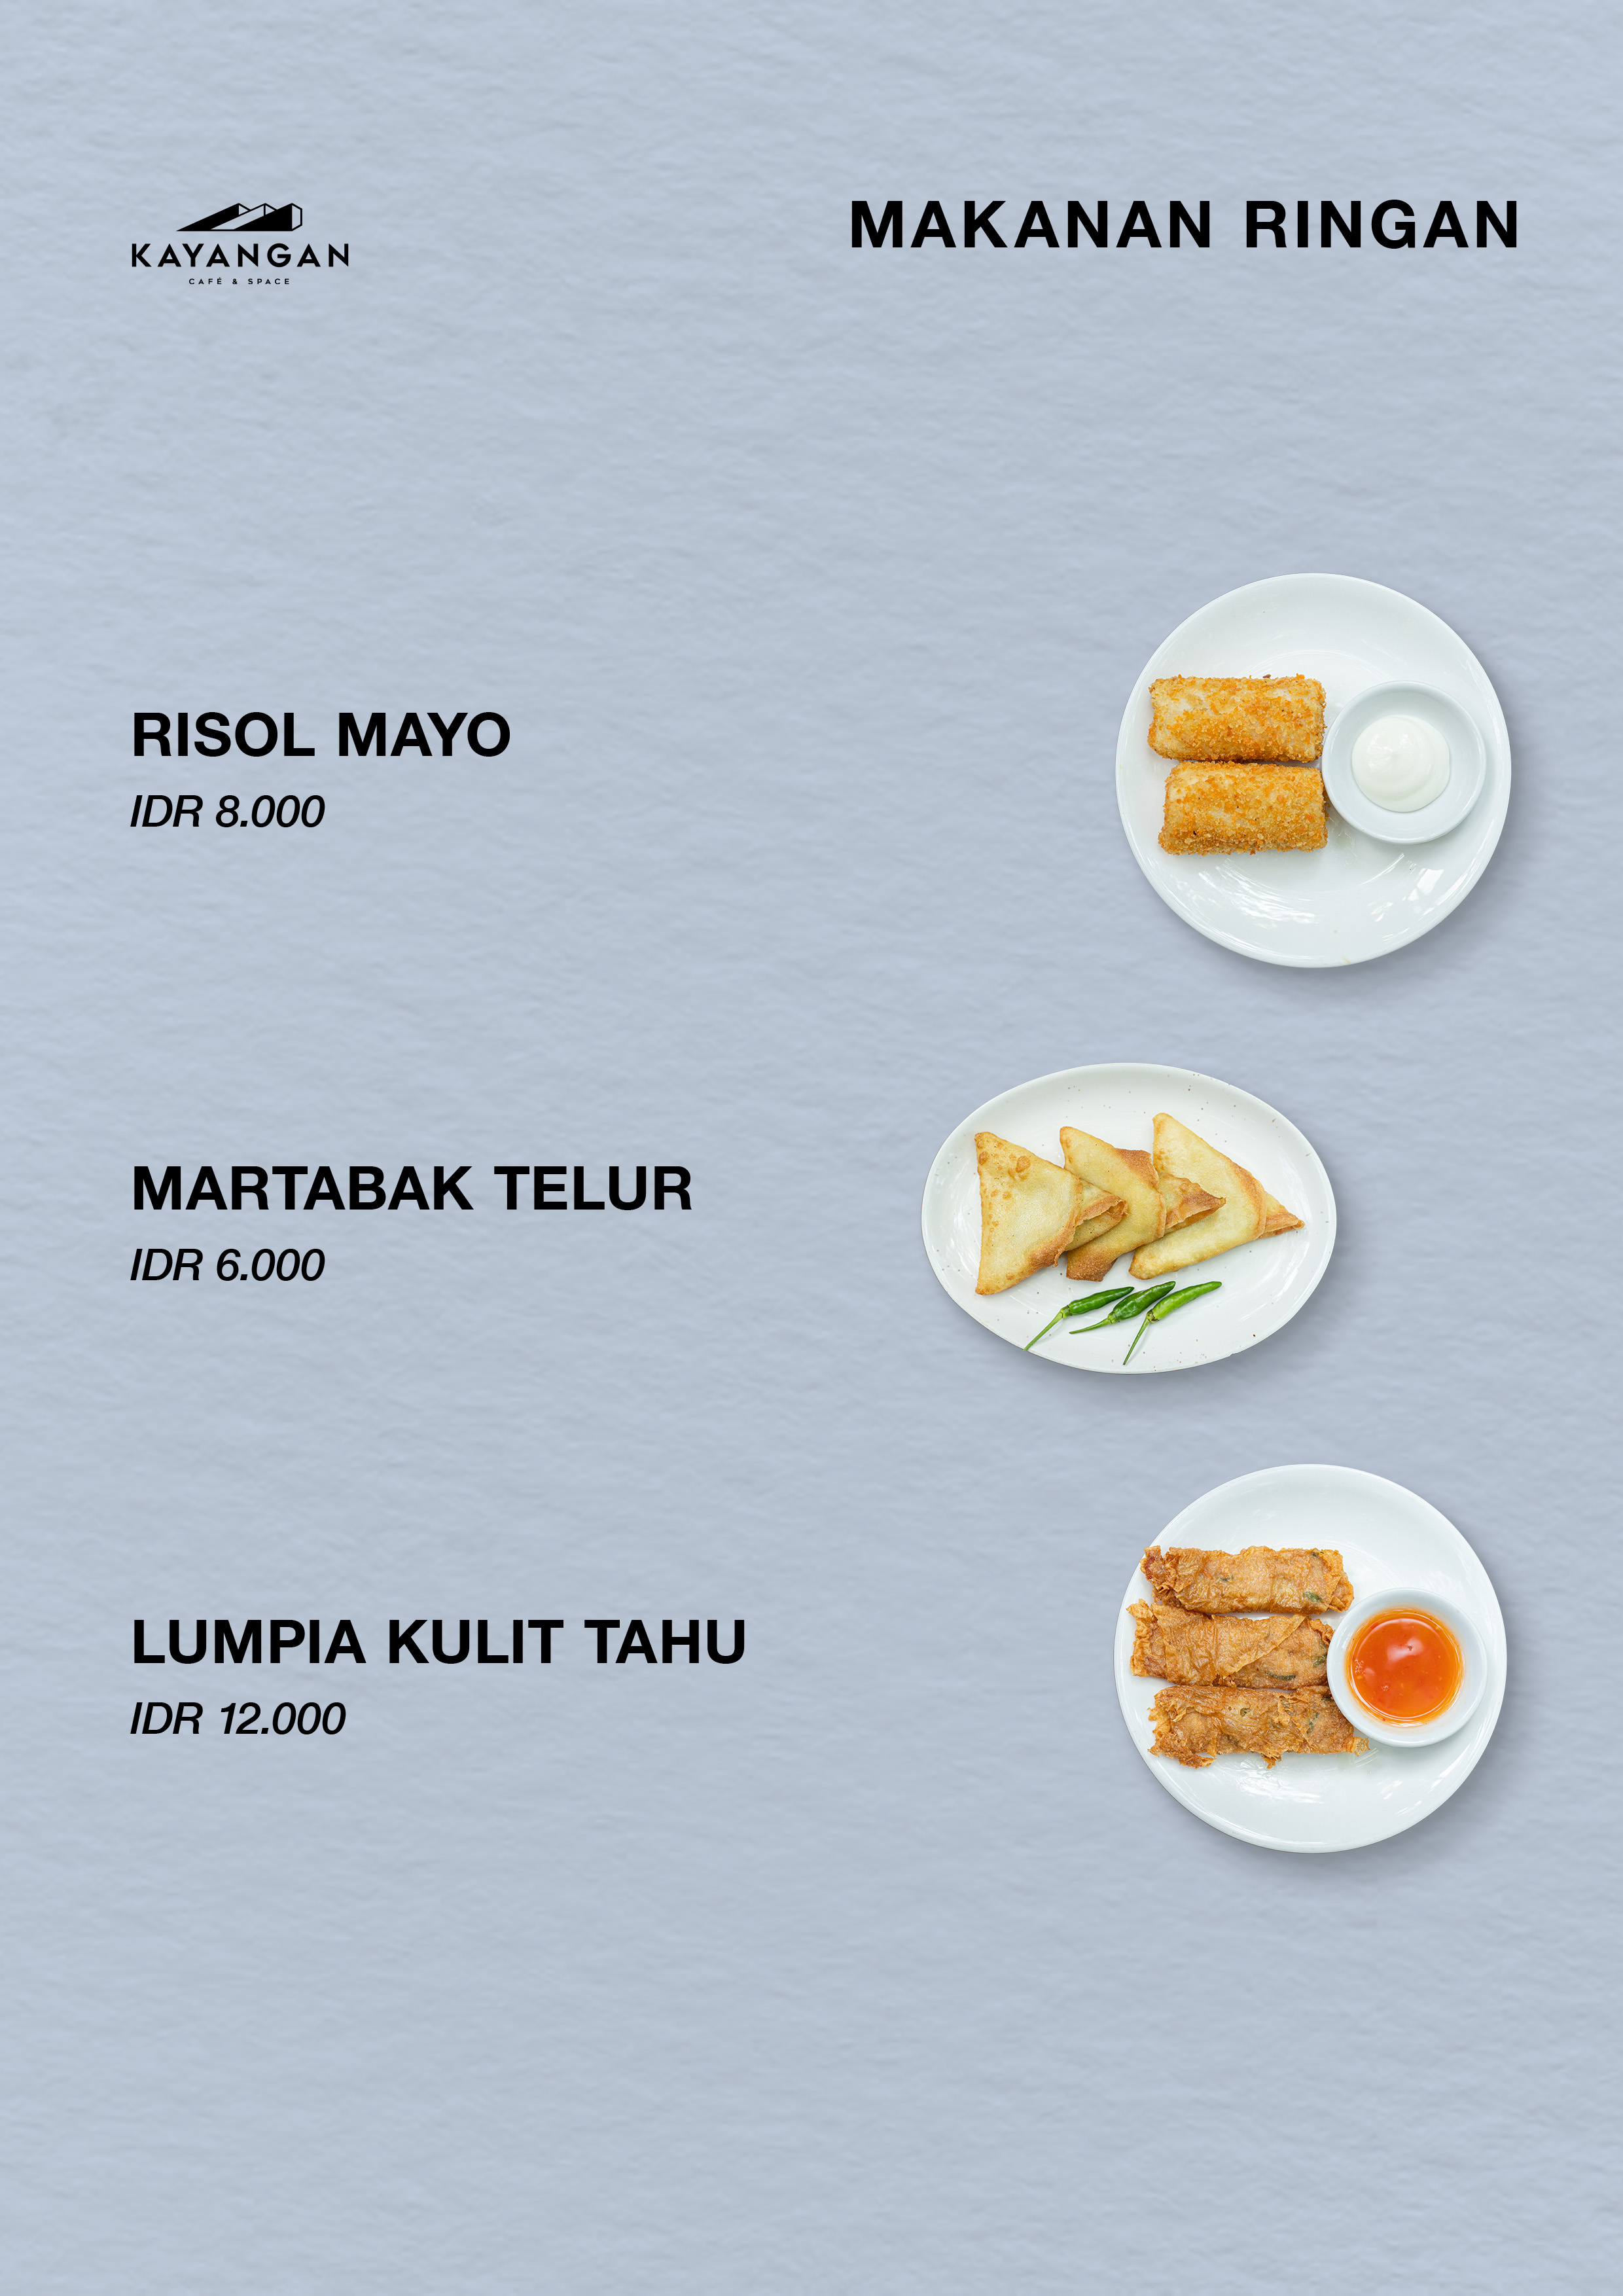 KAYANGAN
CAFÉ & SPACE
MAKANAN RINGAN
RISOL MAYO
IDR 8.000
MARTABAK TELUR
IDR 6.000
LUMPIA KULIT TAHU
IDR 12.000